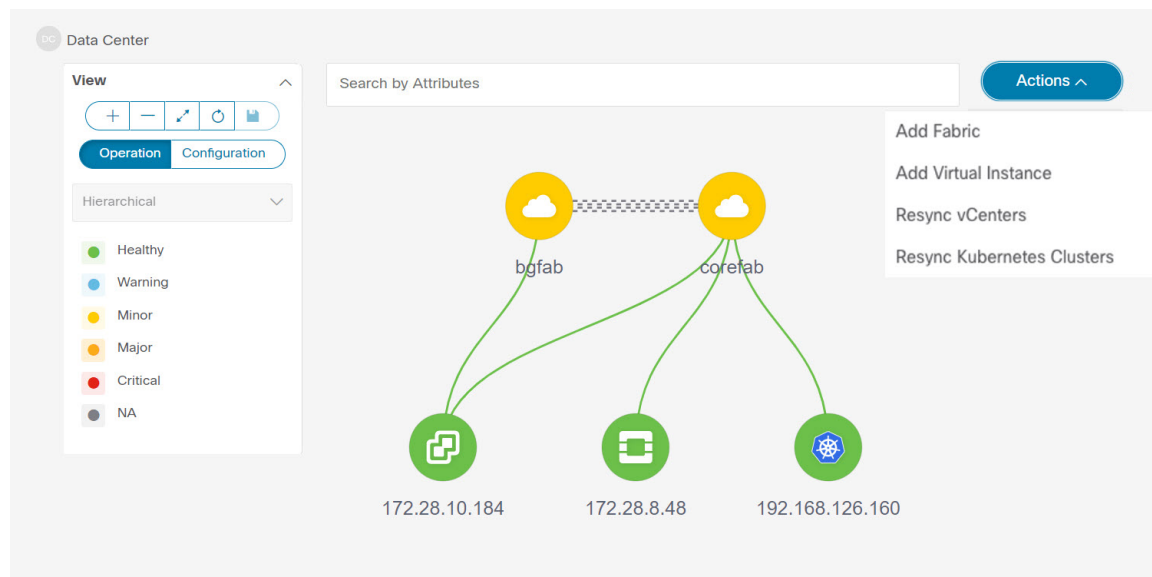 DC Data Center
View
Search by Attributes
Actions
Operation Configuration
Hierarchical
Healthy
Warning
Minor
Major
Critical
NA
Add Fabric
Add Virtual Instance
Resync vCenters
Resync Kubernetes Clusters
bgfab
corefab
172.28.10.184
172.28.8.48
192.168.126.160